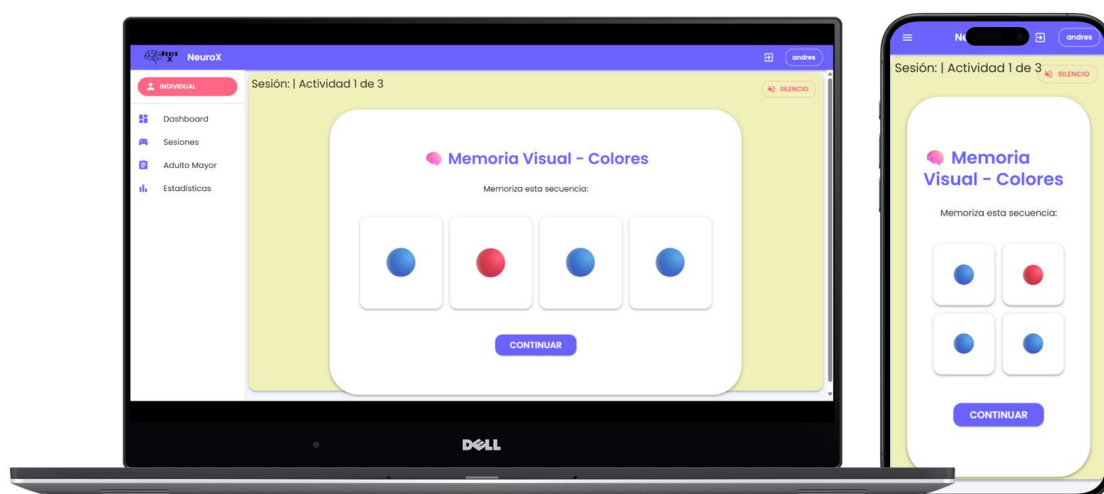 Neuro
X
NeuroX
andres
INDIVIDUAL
Dashboard
Sesiones
Adulto Mayor
Estadísticas
Sesión: | Actividad 1 de 3
SILENCIO
Memoria Visual - Colores
Memoriza esta secuencia:
CONTINUAR
DELL
andres
Sesión: | Actividad 1 de 3
SILENCIO
Memoria
Visual - Colores
Memoriza esta secuencia:
CONTINUAR